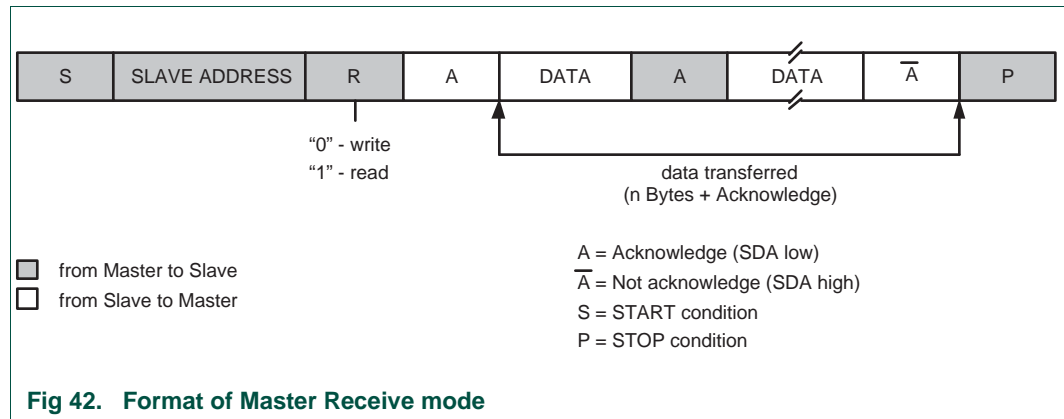 S SLAVE ADDRESS R A DATA A DATA A̅ P
“0” - write
“1” - read
data transferred
(n Bytes + Acknowledge)
from Master to Slave
from Slave to Master
A = Acknowledge (SDA low)
A̅ = Not acknowledge (SDA high)
S = START condition
P = STOP condition
Fig 42. Format of Master Receive mode